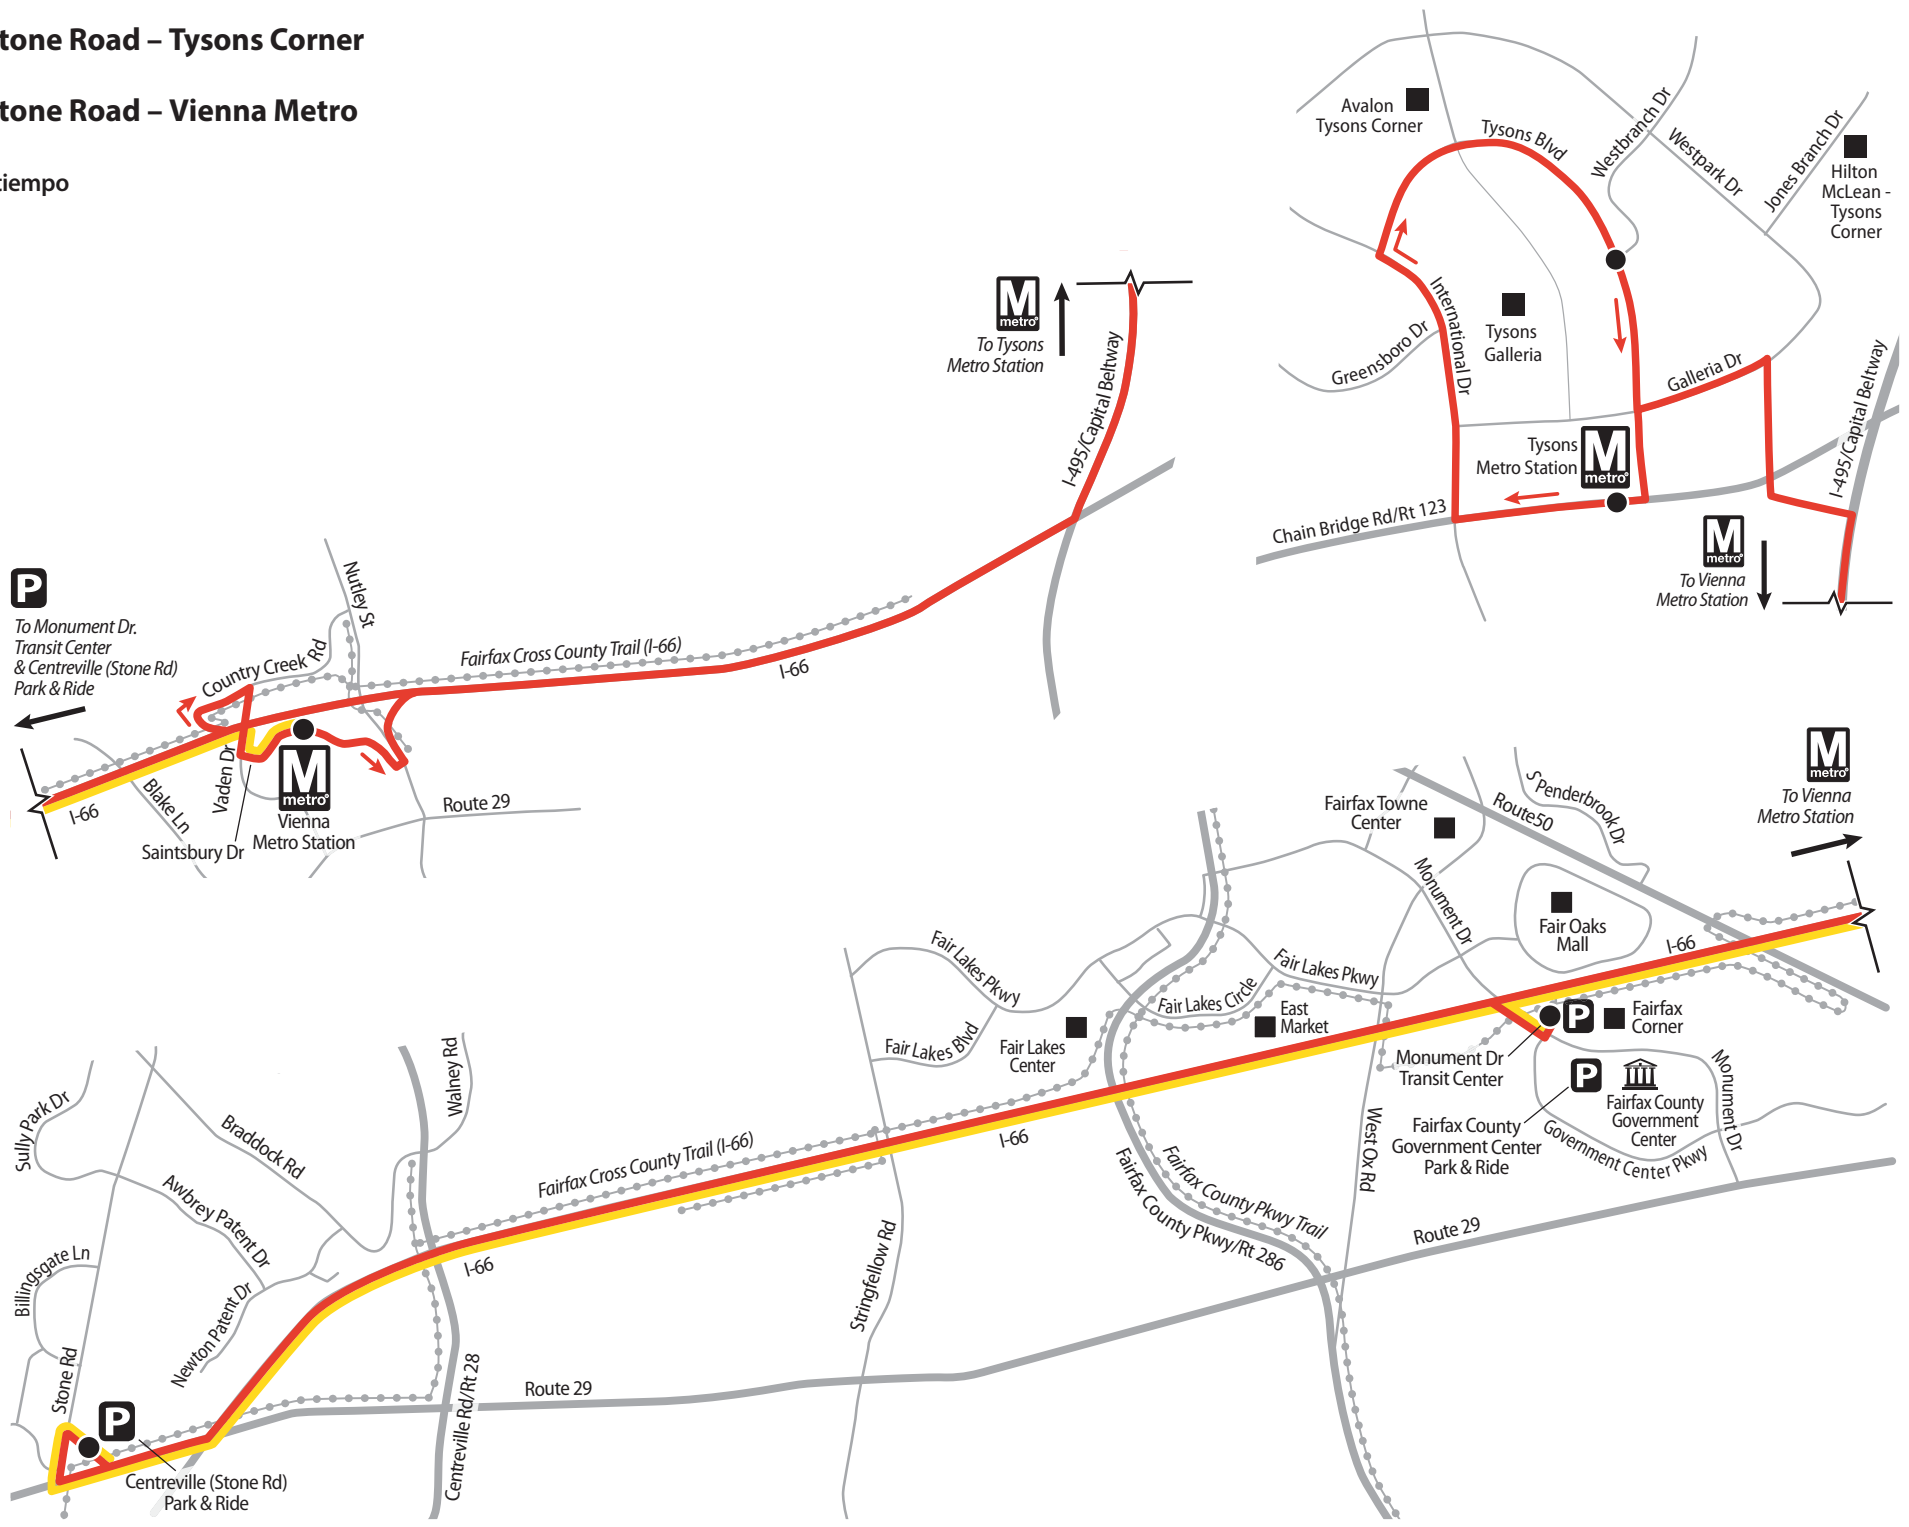 tone Road – Tysons Corner
tone Road – Vienna Metro
tiempo
Avalon
Tysons Corner
Tysons Blvd
Westbranch Dr
Westpark Dr
Jones Branch Dr
Hilton
McLean -
Tysons
Corner
International Dr
Greensboro Dr
Tysons
Galleria
Galleria Dr
I-495/Capital Beltway
Tysons
Metro Station
M
metro
Chain Bridge Rd/Rt 123
M
metro
To Vienna
Metro Station
M
metro
To Tysons
Metro Station
I-495/Capital Beltway
P
To Monument Dr.
Transit Center
& Centreville (Stone Rd)
Park & Ride
Nutley St
Country Creek Rd
Fairfax Cross County Trail (I-66)
I-66
I-66
Blake Ln
Vaden Dr
Saintsbury Dr
M
metro
Vienna
Metro Station
Route 29
M
metro
To Vienna
Metro Station
Fairfax Towne
Center
Route50
S Penderbrook Dr
Monument Dr
Fair Oaks
Mall
I-66
Fair Lakes Pkwy
Fair Lakes Pkwy
Fair Lakes Circle
Fair Lakes Blvd
Fair Lakes
Center
East
Market
P
Fairfax
Corner
Monument Dr
Transit Center
P
Fairfax County
Government
Center
Monument Dr
Fairfax County
Government Center
Park & Ride
Government Center Pkwy
West Ox Rd
I-66
Fairfax County Pkwy Trail
Fairfax County Pkwy/Rt 286
Route 29
Walney Rd
Sully Park Dr
Braddock Rd
Fairfax Cross County Trail (I-66)
Awbrey Patent Dr
I-66
Billingsgate Ln
Newton Patent Dr
Stringfellow Rd
Stone Rd
Route 29
Centreville Rd/Rt 28
P
Centreville (Stone Rd)
Park & Ride